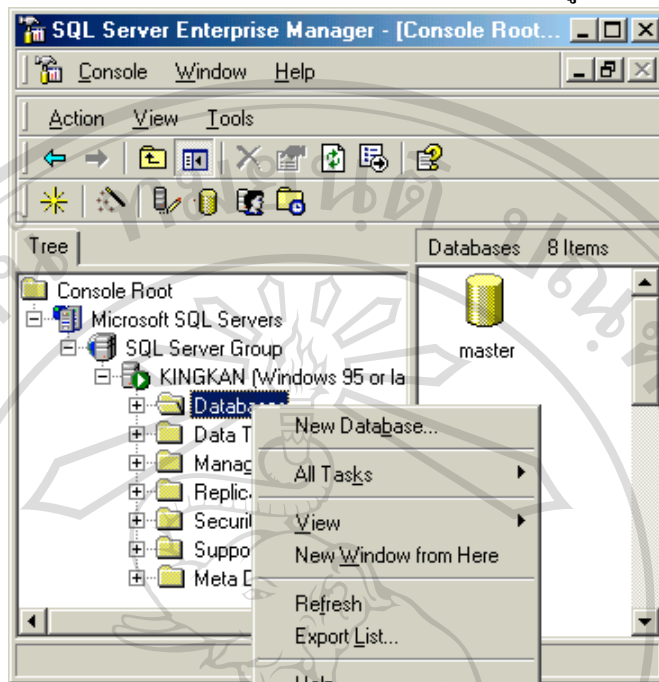 SQL Server Enterprise Manager - [Console Root...
Console Window Help
Action View Tools
Tree
Databases 8 Items
Console Root
Microsoft SQL Servers
SQL Server Group
KINGKAN (Windows 95 or la
master
New Database...
All Tasks
View
New Window from Here
Refresh
Export List...
Help